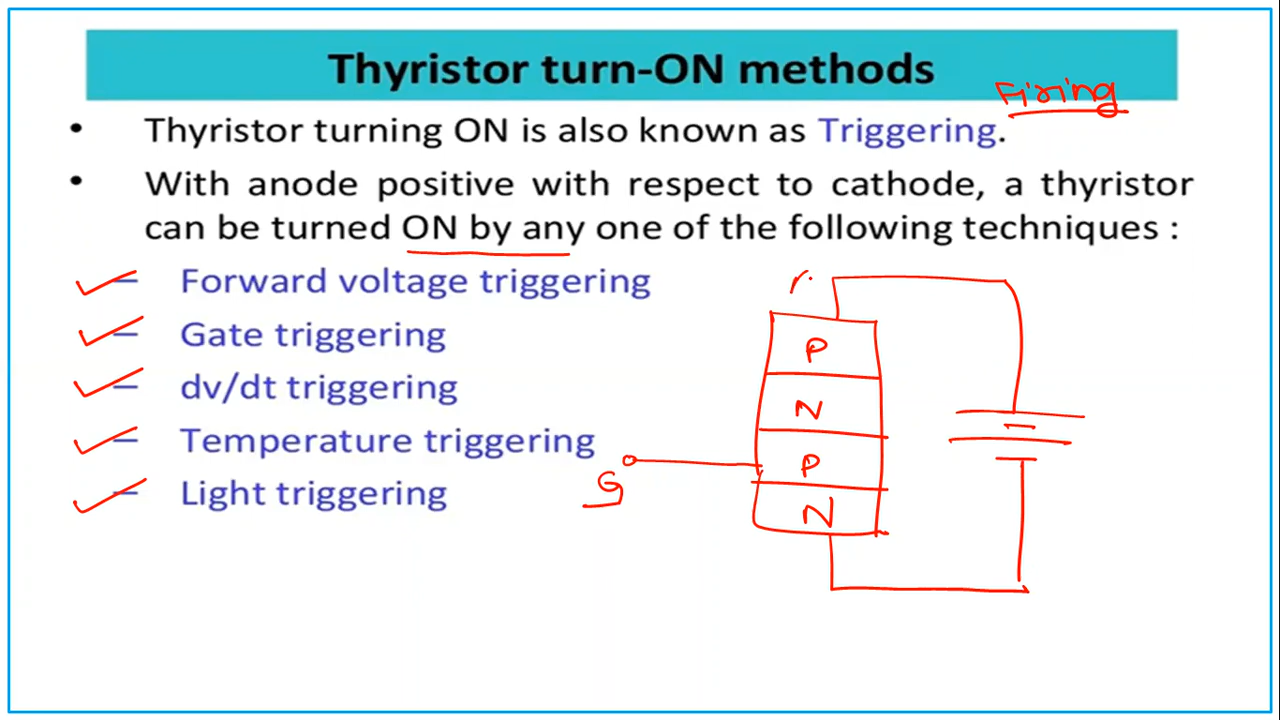 Thyristor turn-ON methods
Firing
• Thyristor turning ON is also known as Triggering.
• With anode positive with respect to cathode, a thyristor
can be turned ON by any one of the following techniques :
– Forward voltage triggering
– Gate triggering
– dv/dt triggering
– Temperature triggering
– Light triggering
P
N
P
G
N